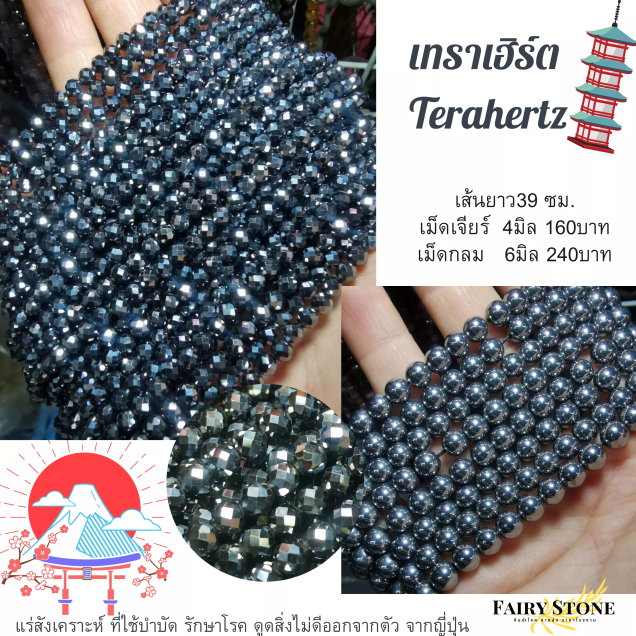 เทราเฮิร์ต
Terahertz
เส้นยาว39 ซม.
เม็ดเจียร์ 4มิล 160บาท
เม็ดกลม 6มิล 240บาท
FAIRY STONE
แร่สังเคราะห์ ที่ใช้บำบัด รักษาโรค ดูดสิ่งไม่ดีออกจากตัว จากญี่ปุ่น